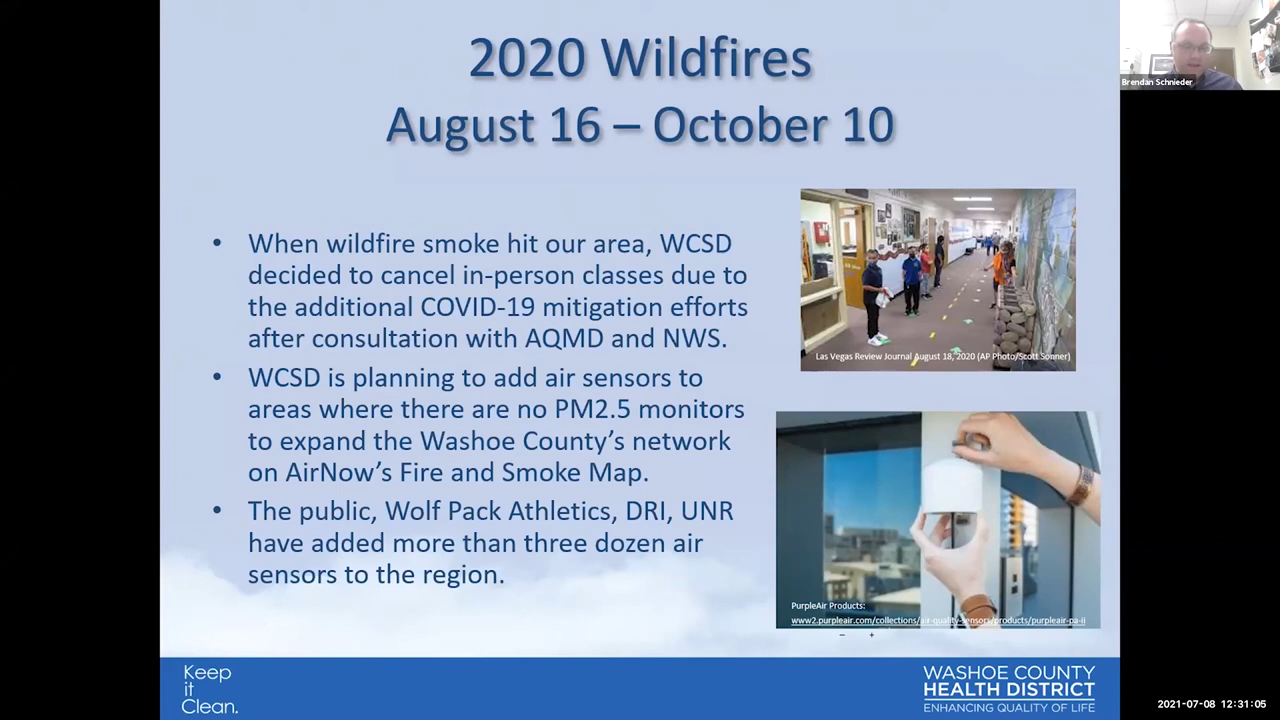 2020 Wildfires
August 16 – October 10
Brendan Schnieder
• When wildfire smoke hit our area, WCSD
decided to cancel in-person classes due to
the additional COVID-19 mitigation efforts
after consultation with AQMD and NWS.
• WCSD is planning to add air sensors to
areas where there are no PM2.5 monitors
to expand the Washoe County’s network
on AirNow’s Fire and Smoke Map.
• The public, Wolf Pack Athletics, DRI, UNR
have added more than three dozen air
sensors to the region.
Las Vegas Review Journal August 18, 2020 (AP Photo/Scott Sonner)
PurpleAir Products:
www2.purpleair.com/collections/air-quality-sensors/products/purpleair-pa-ii
Keep
it
Clean.
WASHOE COUNTY
HEALTH DISTRICT
ENHANCING QUALITY OF LIFE
2021-07-08 12:31:05